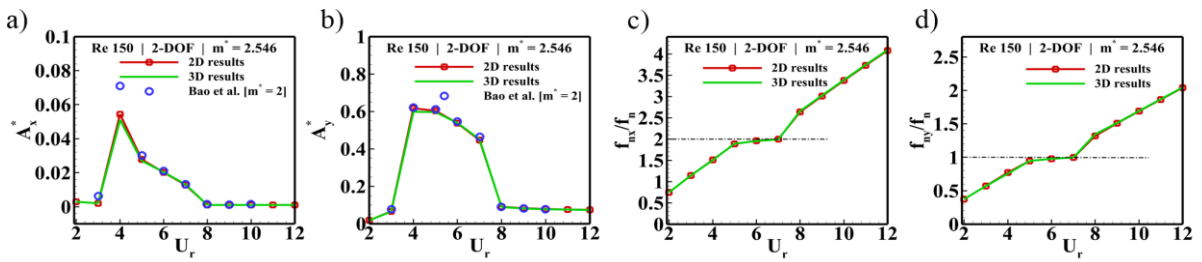 a)
Re 150 | 2-DOF | m* = 2.546
2D results
3D results
Bao et al. [m* = 2]
A*x
0.1
0.08
0.06
0.04
0.02
0
2 4 6 8 10 12
Ur
b)
Re 150 | 2-DOF | m* = 2.546
2D results
3D results
Bao et al. [m* = 2]
A*y
1
0.8
0.6
0.4
0.2
0
2 4 6 8 10 12
Ur
c)
Re 150 | 2-DOF | m* = 2.546
2D results
3D results
fnx/fn
4
3.5
3
2.5
2
1.5
1
0.5
0
2 4 6 8 10 12
Ur
d)
Re 150 | 2-DOF | m* = 2.546
2D results
3D results
fny/fn
2.5
2
1.5
1
0.5
0
2 4 6 8 10 12
Ur